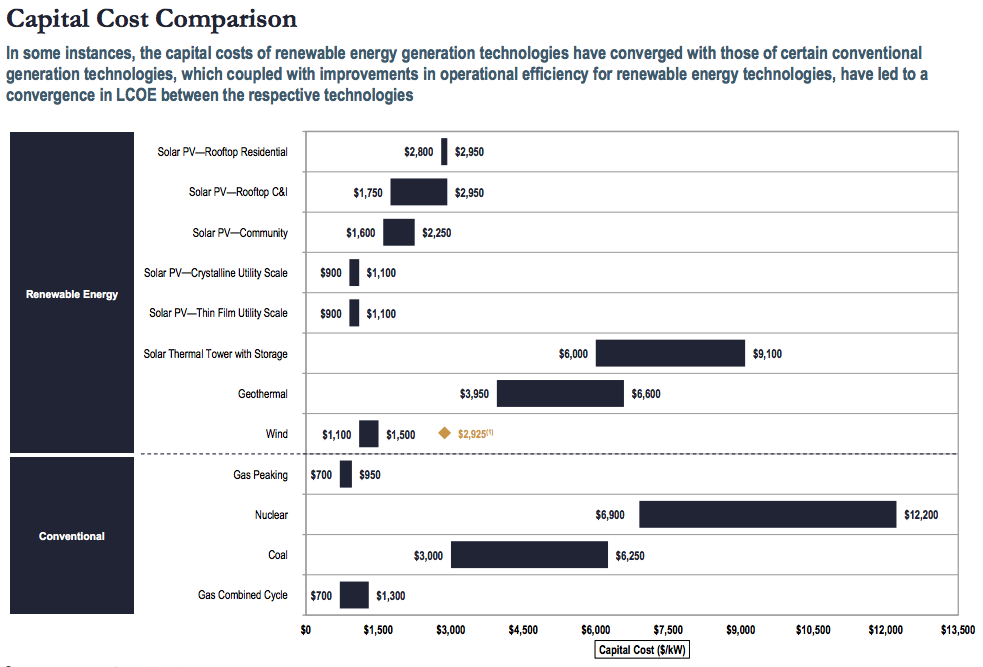 Capital Cost Comparison
In some instances, the capital costs of renewable energy generation technologies have converged with those of certain conventional
generation technologies, which coupled with improvements in operational efficiency for renewable energy technologies, have led to a
convergence in LCOE between the respective technologies
Renewable Energy
Solar PV—Rooftop Residential $2,800 $2,950
Solar PV—Rooftop C&I $1,750 $2,950
Solar PV—Community $1,600 $2,250
Solar PV—Crystalline Utility Scale $900 $1,100
Solar PV—Thin Film Utility Scale $900 $1,100
Solar Thermal Tower with Storage $6,000 $9,100
Geothermal $3,950 $6,600
Wind $1,100 $1,500 $2,925(1)
Conventional
Gas Peaking $700 $950
Nuclear $6,900 $12,200
Coal $3,000 $6,250
Gas Combined Cycle $700 $1,300
$0 $1,500 $3,000 $4,500 $6,000 $7,500 $9,000 $10,500 $12,000 $13,500
Capital Cost ($/kW)